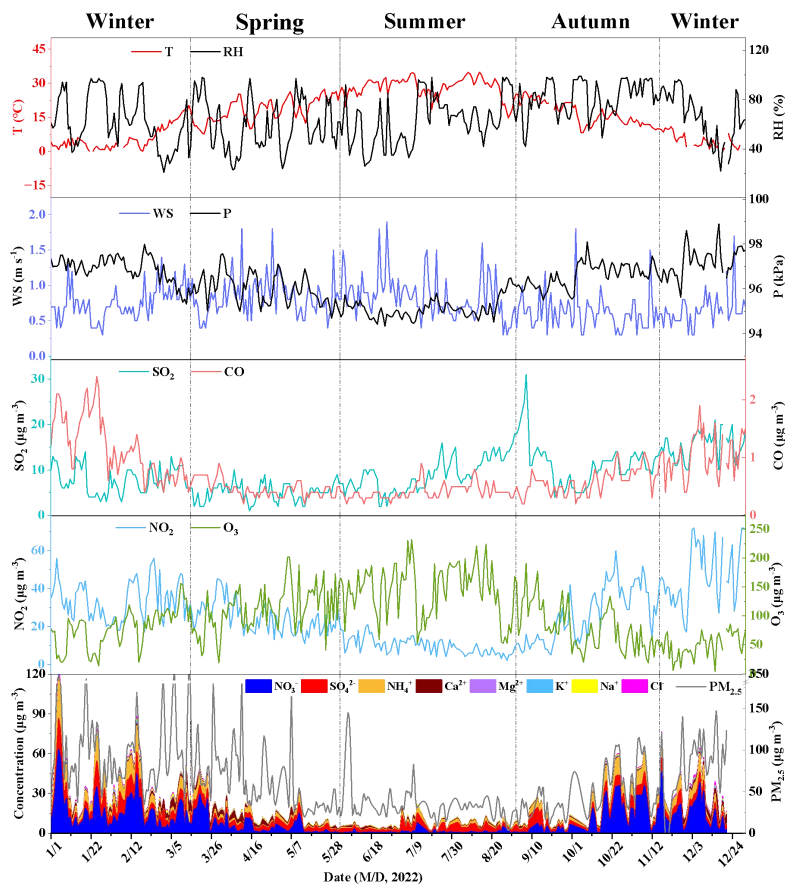 Winter Spring Summer Autumn Winter
T RH
45
30
15
0
−15
T (°C)
120
80
40
RH (%)
WS P
2.0
1.5
1.0
0.5
0.0
WS (m s⁻¹)
100
98
96
94
P (kPa)
SO₂ CO
30
20
10
0
SO₂ (μg m⁻³)
2
1
0
CO (μg m⁻³)
NO₂ O₃
60
40
20
0
NO₂ (μg m⁻³)
250
200
150
100
50
O₃ (μg m⁻³)
NO₃⁻ SO₄²⁻ NH₄⁺ Ca²⁺ Mg²⁺ K⁺ Na⁺ Cl⁻ PM₂.₅
120
90
60
30
0
Concentration (μg m⁻³)
150
100
50
0
PM₂.₅ (μg m⁻³)
1/1 1/22 2/12 3/5 3/26 4/16 5/7 5/28 6/18 7/9 7/30 8/20 9/10 10/1 10/22 11/12 12/3 12/24
Date (M/D, 2022)